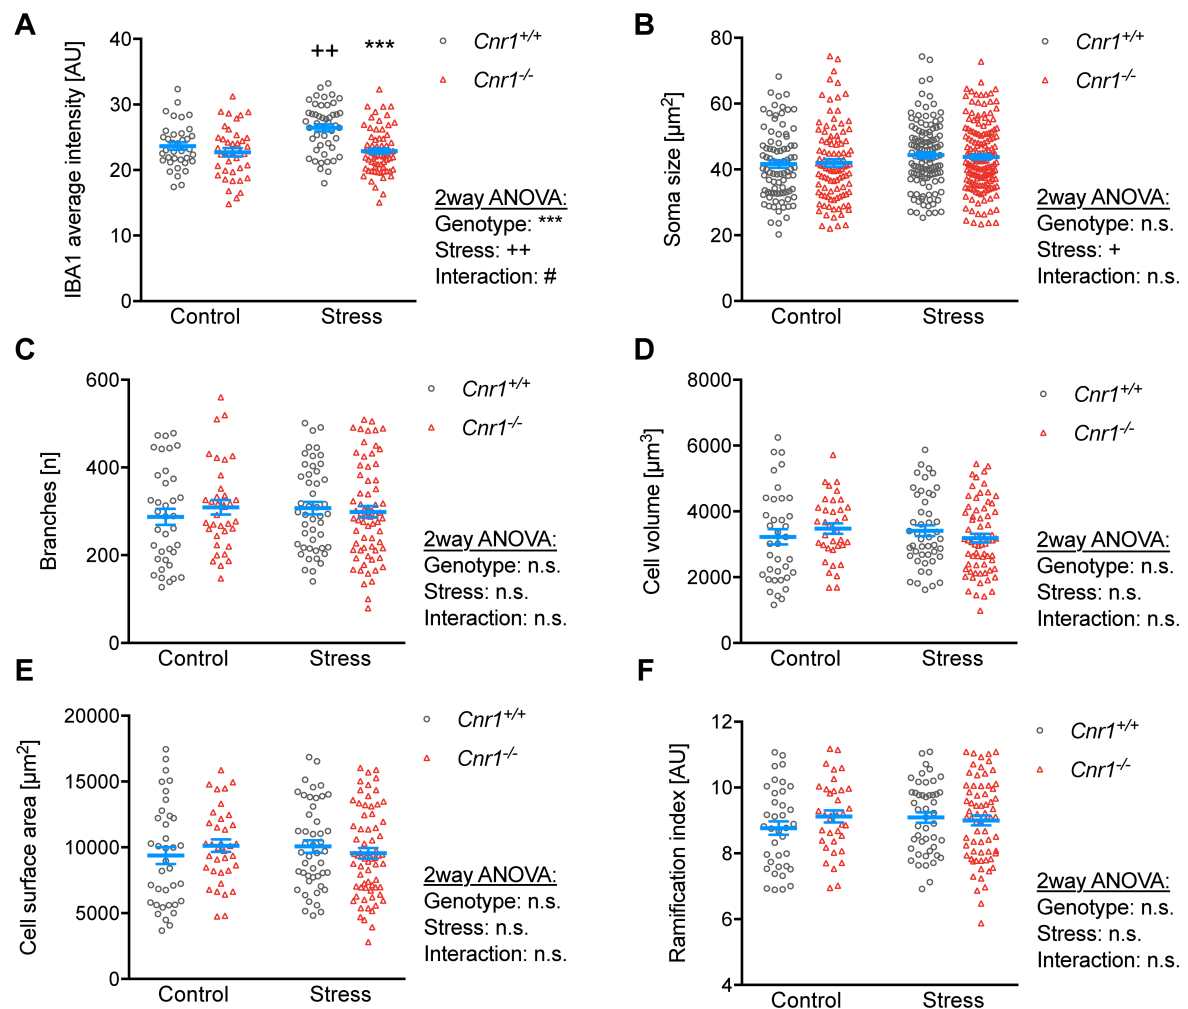 A
IBA1 average intensity [AU]
40
30
20
10
0
++
***
Cnr1+/+
Cnr1-/-
2way ANOVA:
Genotype: ***
Stress: ++
Interaction: #
Control
Stress
B
Soma size [µm2]
80
60
40
20
0
Cnr1+/+
Cnr1-/-
2way ANOVA:
Genotype: n.s.
Stress: +
Interaction: n.s.
Control
Stress
C
Branches [n]
600
400
200
0
Cnr1+/+
Cnr1-/-
2way ANOVA:
Genotype: n.s.
Stress: n.s.
Interaction: n.s.
Control
Stress
D
Cell volume [µm3]
8000
6000
4000
2000
0
Cnr1+/+
Cnr1-/-
2way ANOVA:
Genotype: n.s.
Stress: n.s.
Interaction: n.s.
Control
Stress
E
Cell surface area [µm2]
20000
15000
10000
5000
0
Cnr1+/+
Cnr1-/-
2way ANOVA:
Genotype: n.s.
Stress: n.s.
Interaction: n.s.
Control
Stress
F
Ramification index [AU]
12
10
8
6
4
Cnr1+/+
Cnr1-/-
2way ANOVA:
Genotype: n.s.
Stress: n.s.
Interaction: n.s.
Control
Stress